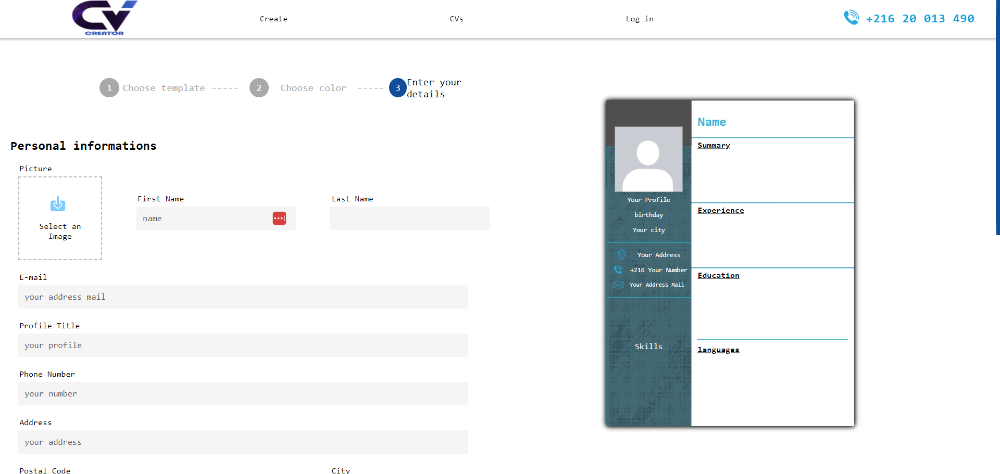 CV
CREATOR
Create
CVs
Log in
+216 20 013 490
1 Choose template -----
2 Choose color -----
3 Enter your
details
Personal informations
Picture
Select an
Image
First Name
name
Last Name
E-mail
your address mail
Profile Title
your profile
Phone Number
your number
Address
your address
Postal Code
City
Name
Summary
Experience
Education
languages
Your Profile
birthday
Your city
Your Address
+216 Your Number
Your Address Mail
Skills